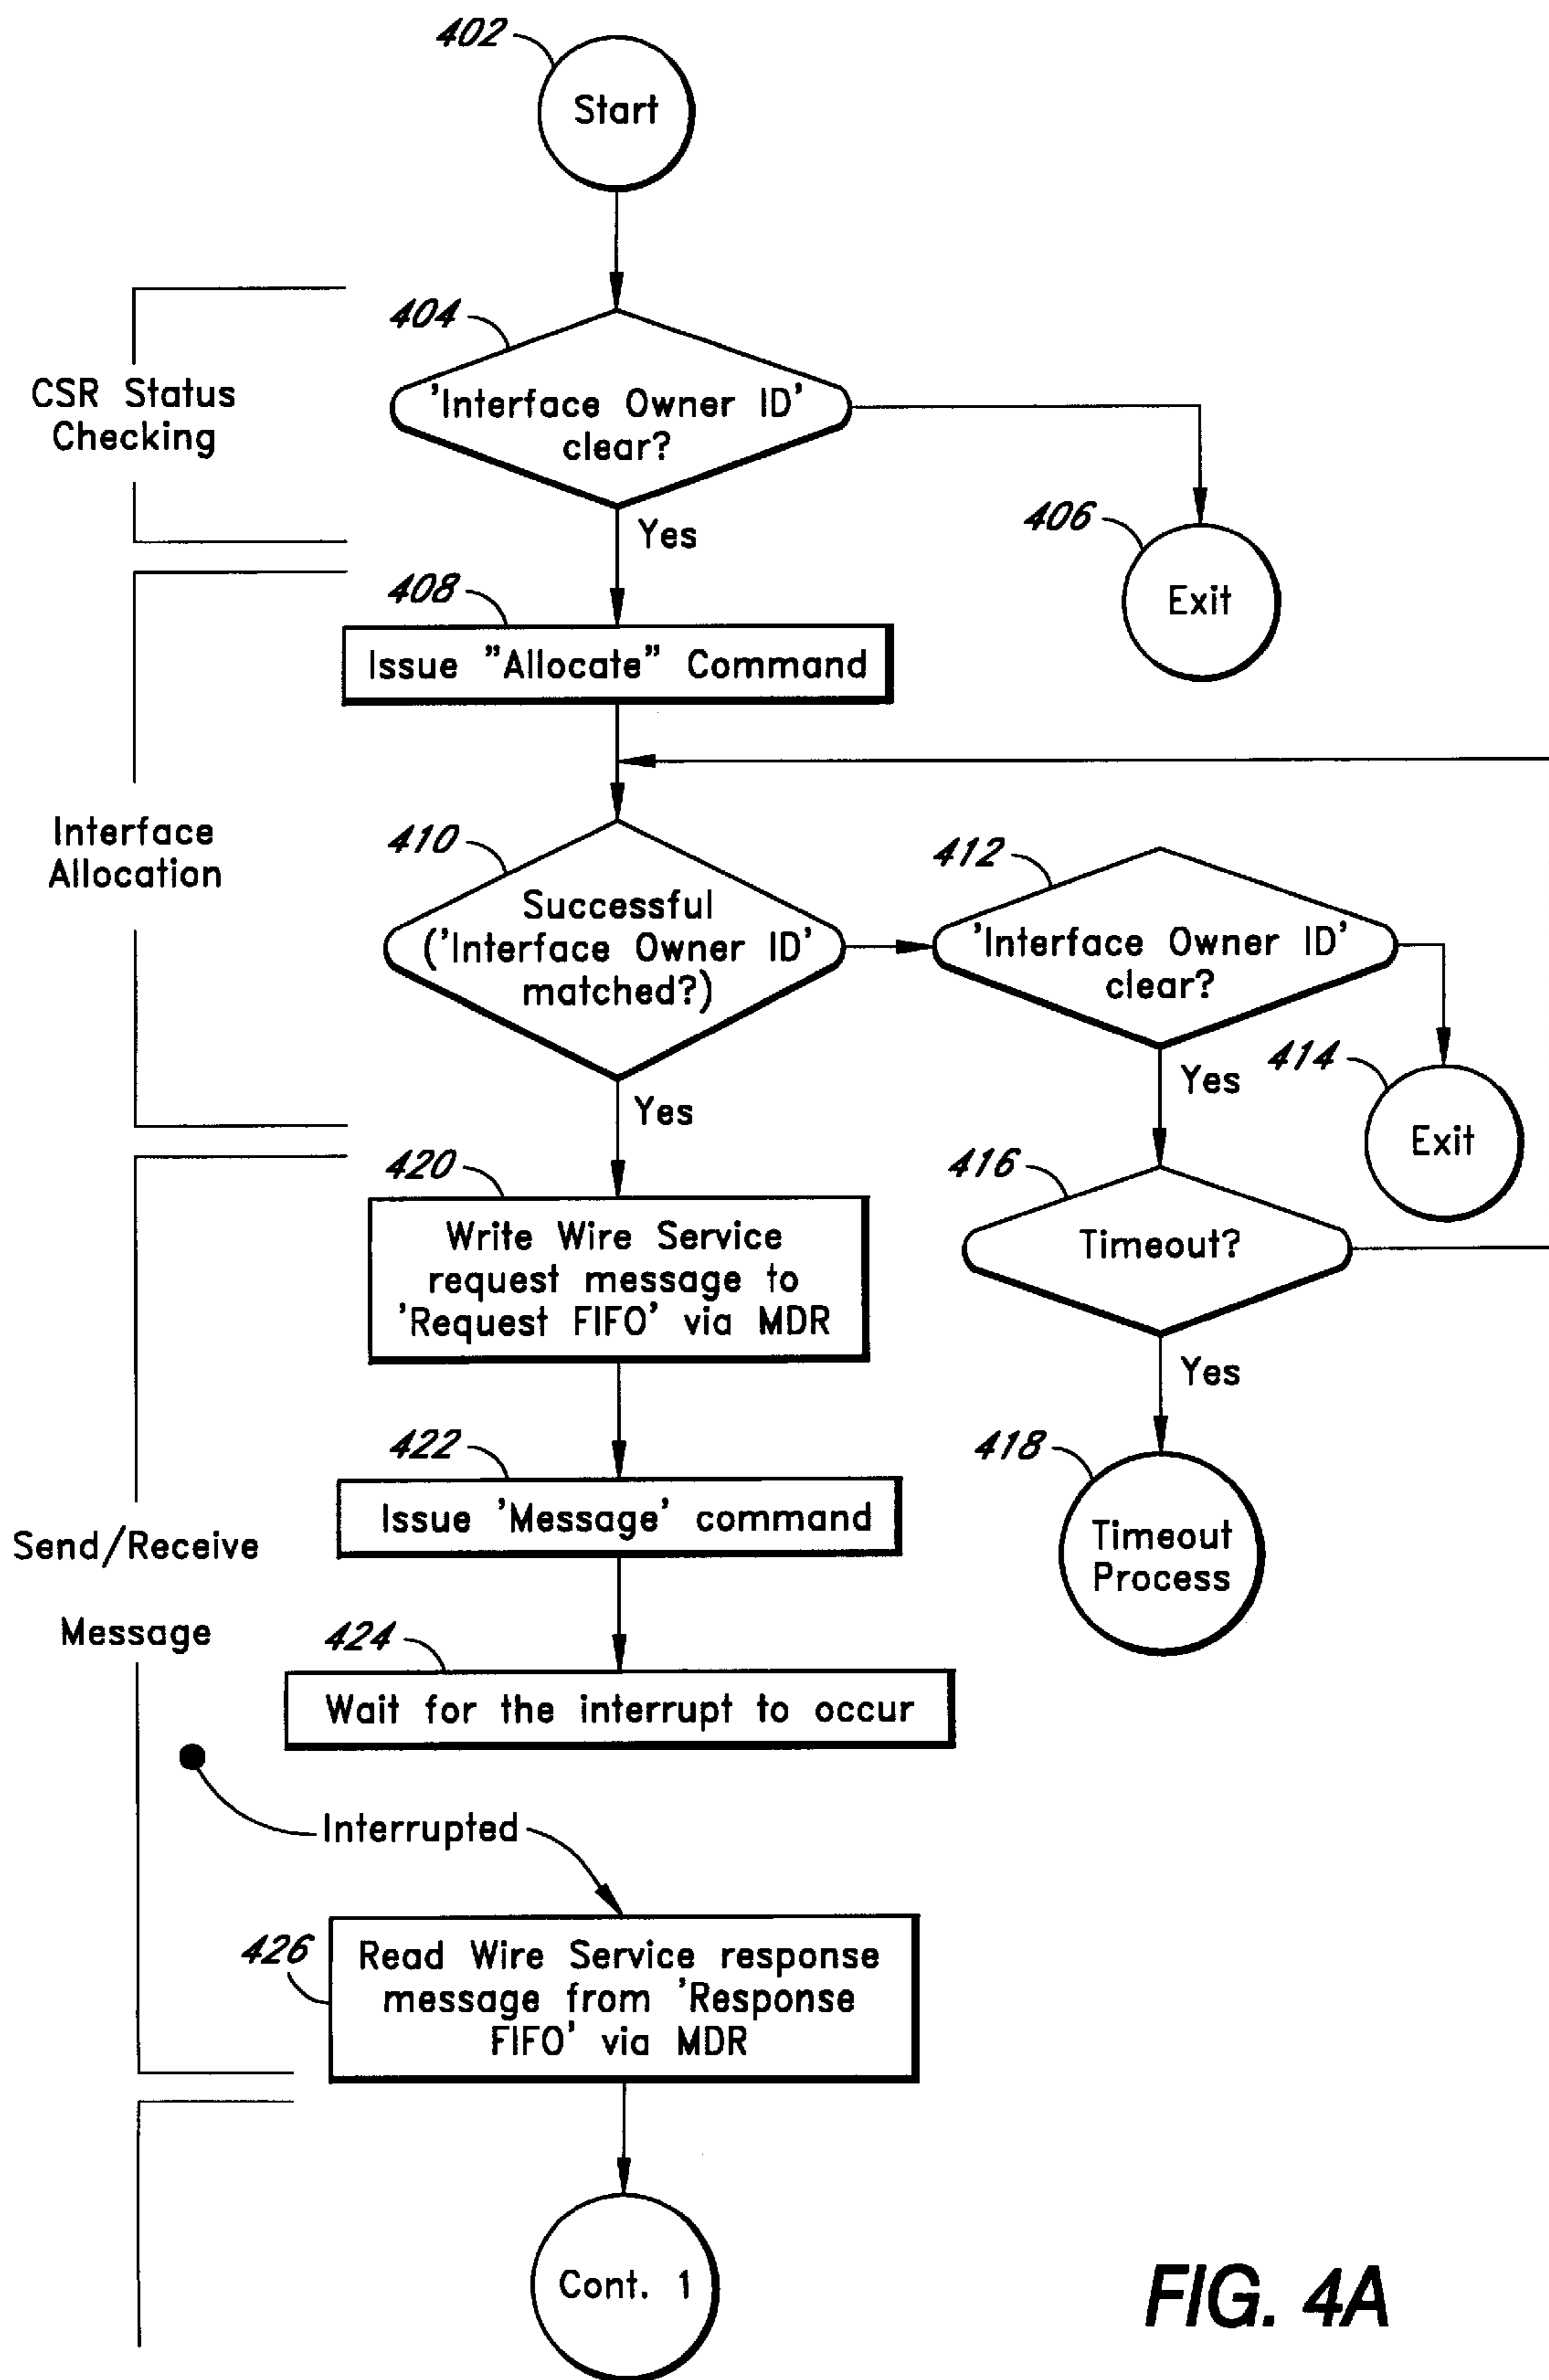 402
Start
404
'Interface Owner ID'
clear?
CSR Status
Checking
406
Exit
Yes
408
Issue "Allocate" Command
Interface
Allocation
410
Successful
('Interface Owner ID'
matched?)
412
'Interface Owner ID'
clear?
Yes
414
Exit
Yes
416
Timeout?
Yes
418
Timeout
Process
420
Write Wire Service
request message to
'Request FIFO' via MDR
422
Issue 'Message' command
Send/Receive
Message
424
Wait for the interrupt to occur
Interrupted
426
Read Wire Service response
message from 'Response
FIFO' via MDR
Cont. 1
FIG. 4A